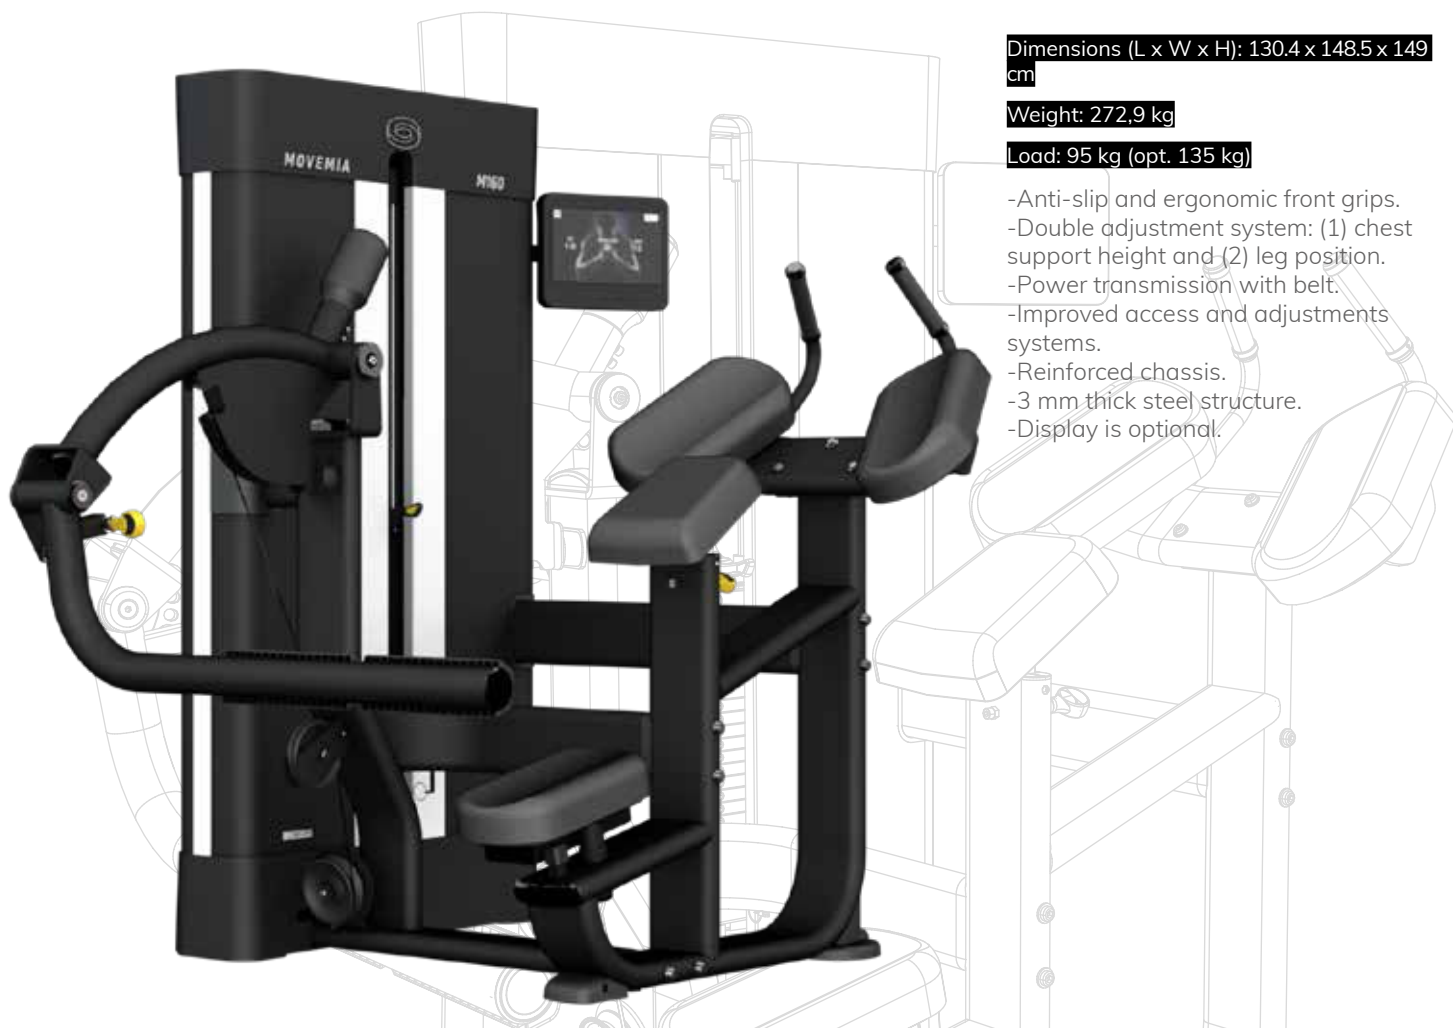 MOVEMIA
M160
Dimensions (L x W x H): 130.4 x 148.5 x 149
cm
Weight: 272,9 kg
Load: 95 kg (opt. 135 kg)
-Anti-slip and ergonomic front grips.
-Double adjustment system: (1) chest
support height and (2) leg position.
-Power transmission with belt.
-Improved access and adjustments
systems.
-Reinforced chassis.
-3 mm thick steel structure.
-Display is optional.